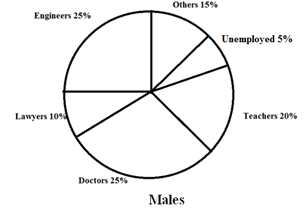 Others 15%
Engineers 25%
Unemployed 5%
Lawyers 10%
Teachers 20%
Doctors 25%
Males